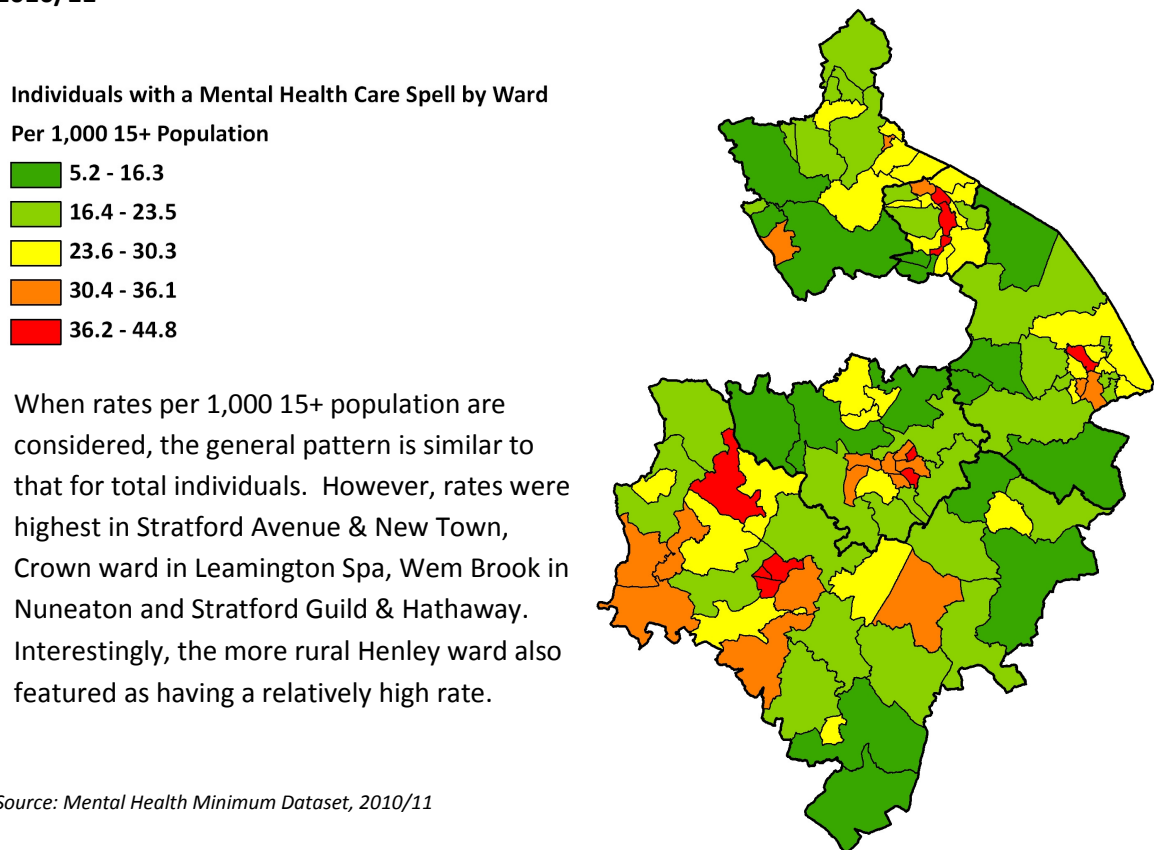 2010/11
Individuals with a Mental Health Care Spell by Ward
Per 1,000 15+ Population
5.2 - 16.3
16.4 - 23.5
23.6 - 30.3
30.4 - 36.1
36.2 - 44.8
When rates per 1,000 15+ population are
considered, the general pattern is similar to
that for total individuals.  However, rates were
highest in Stratford Avenue & New Town,
Crown ward in Leamington Spa, Wem Brook in
Nuneaton and Stratford Guild & Hathaway.
Interestingly, the more rural Henley ward also
featured as having a relatively high rate.
Source: Mental Health Minimum Dataset, 2010/11